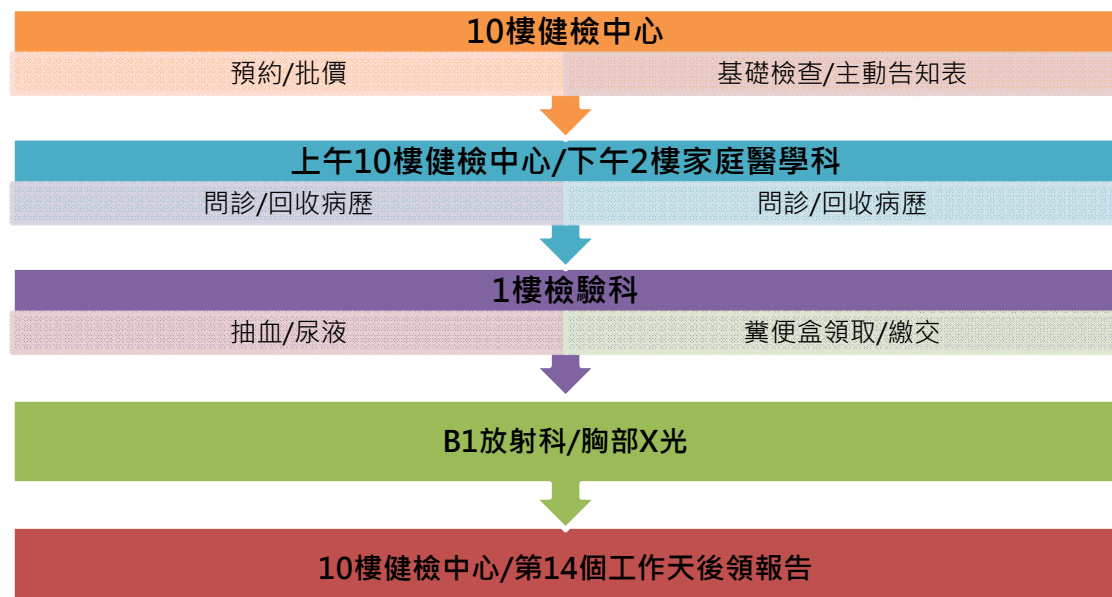 10樓健檢中心
預約/批價
基礎檢查/主動告知表
上午10樓健檢中心/下午2樓家庭醫學科
問診/回收病歷
問診/回收病歷
1樓檢驗科
抽血/尿液
糞便盒領取/繳交
B1放射科/胸部X光
10樓健檢中心/第14個工作天後領報告